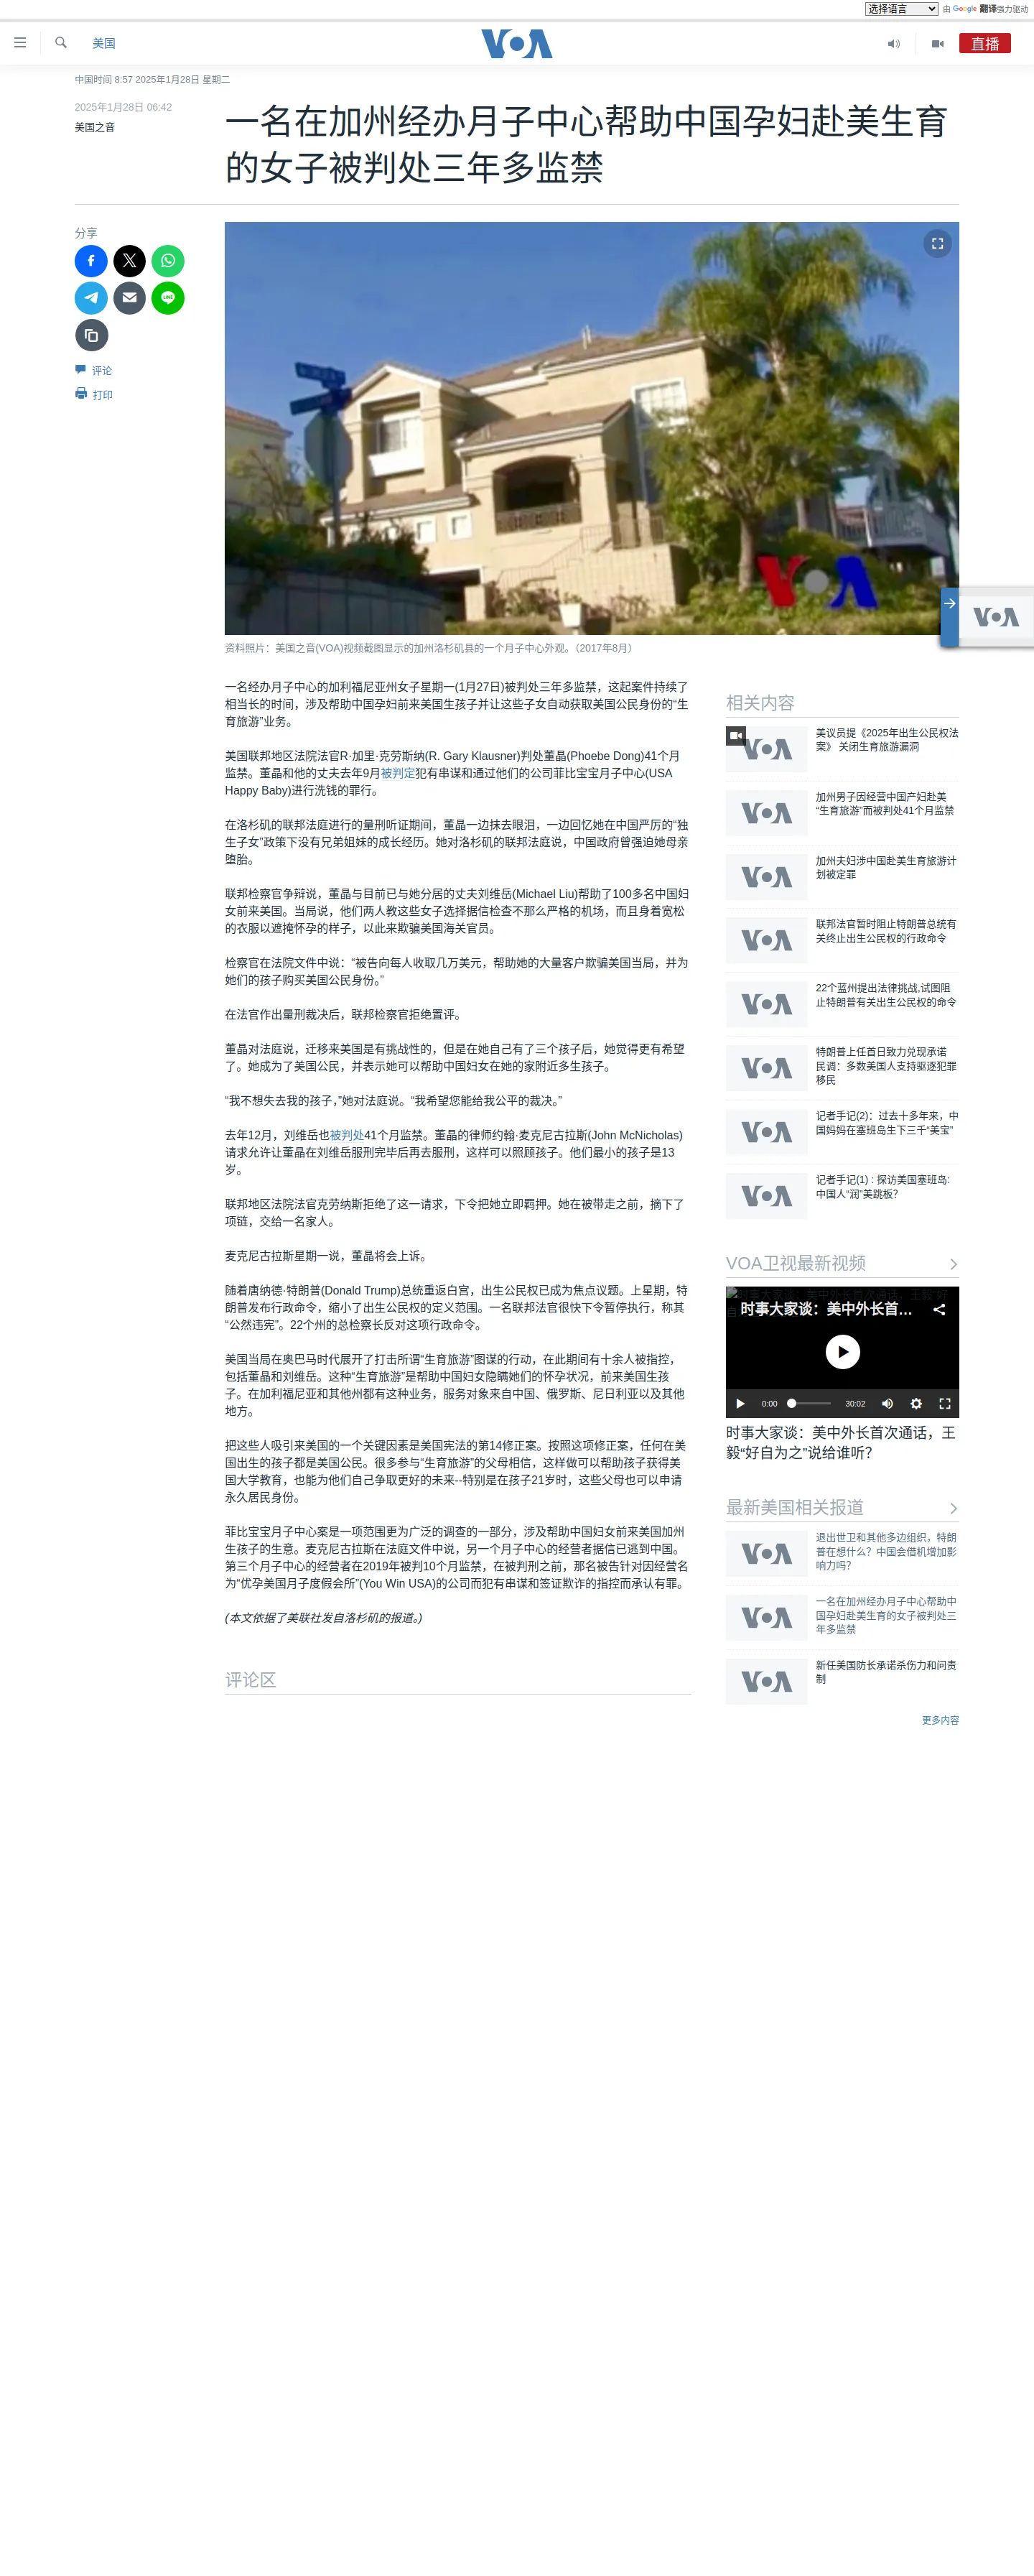 选择语言 由 Google 翻译强力驱动
美国
VOA
直播
中国时间 8:57 2025年1月28日 星期二
2025年1月28日 06:42
美国之音
一名在加州经办月子中心帮助中国孕妇赴美生育
的女子被判处三年多监禁
分享
LINE
评论
打印
VOA
VOA
资料照片：美国之音(VOA)视频截图显示的加州洛杉矶县的一个月子中心外观。（2017年8月）
一名经办月子中心的加利福尼亚州女子星期一(1月27日)被判处三年多监禁，这起案件持续了
相当长的时间，涉及帮助中国孕妇前来美国生孩子并让这些子女自动获取美国公民身份的“生
育旅游”业务。
美国联邦地区法院法官R·加里·克劳斯纳(R. Gary Klausner)判处董晶(Phoebe Dong)41个月
监禁。董晶和他的丈夫去年9月被判定犯有串谋和通过他们的公司菲比宝宝月子中心(USA
Happy Baby)进行洗钱的罪行。
在洛杉矶的联邦法庭进行的量刑听证期间，董晶一边抹去眼泪，一边回忆她在中国严厉的“独
生子女”政策下没有兄弟姐妹的成长经历。她对洛杉矶的联邦法庭说，中国政府曾强迫她母亲
堕胎。
联邦检察官争辩说，董晶与目前已与她分居的丈夫刘维岳(Michael Liu)帮助了100多名中国妇
女前来美国。当局说，他们两人教这些女子选择据信检查不那么严格的机场，而且身着宽松
的衣服以遮掩怀孕的样子，以此来欺骗美国海关官员。
检察官在法院文件中说：“被告向每人收取几万美元，帮助她的大量客户欺骗美国当局，并为
她们的孩子购买美国公民身份。”
在法官作出量刑裁决后，联邦检察官拒绝置评。
董晶对法庭说，迁移来美国是有挑战性的，但是在她自己有了三个孩子后，她觉得更有希望
了。她成为了美国公民，并表示她可以帮助中国妇女在她的家附近多生孩子。
“我不想失去我的孩子，”她对法庭说。“我希望您能给我公平的裁决。”
去年12月，刘维岳也被判处41个月监禁。董晶的律师约翰·麦克尼古拉斯(John McNicholas)
请求允许让董晶在刘维岳服刑完毕后再去服刑，这样可以照顾孩子。他们最小的孩子是13
岁。
联邦地区法院法官克劳纳斯拒绝了这一请求，下令把她立即羁押。她在被带走之前，摘下了
项链，交给一名家人。
麦克尼古拉斯星期一说，董晶将会上诉。
随着唐纳德·特朗普(Donald Trump)总统重返白宫，出生公民权已成为焦点议题。上星期，特
朗普发布行政命令，缩小了出生公民权的定义范围。一名联邦法官很快下令暂停执行，称其
“公然违宪”。22个州的总检察长反对这项行政命令。
美国当局在奥巴马时代展开了打击所谓“生育旅游”图谋的行动，在此期间有十余人被指控，
包括董晶和刘维岳。这种“生育旅游”是帮助中国妇女隐瞒她们的怀孕状况，前来美国生孩
子。在加利福尼亚和其他州都有这种业务，服务对象来自中国、俄罗斯、尼日利亚以及其他
地方。
把这些人吸引来美国的一个关键因素是美国宪法的第14修正案。按照这项修正案，任何在美
国出生的孩子都是美国公民。很多参与“生育旅游”的父母相信，这样做可以帮助孩子获得美
国大学教育，也能为他们自己争取更好的未来--特别是在孩子21岁时，这些父母也可以申请
永久居民身份。
菲比宝宝月子中心案是一项范围更为广泛的调查的一部分，涉及帮助中国妇女前来美国加州
生孩子的生意。麦克尼古拉斯在法庭文件中说，另一个月子中心的经营者据信已逃到中国。
第三个月子中心的经营者在2019年被判10个月监禁，在被判刑之前，那名被告针对因经营名
为“优孕美国月子度假会所”(You Win USA)的公司而犯有串谋和签证欺诈的指控而承认有罪。
(本文依据了美联社发自洛杉矶的报道。)
评论区
相关内容
VOA
美议员提《2025年出生公民权法
案》 关闭生育旅游漏洞
VOA
加州男子因经营中国产妇赴美
“生育旅游”而被判处41个月监禁
VOA
加州夫妇涉中国赴美生育旅游计
划被定罪
VOA
联邦法官暂时阻止特朗普总统有
关终止出生公民权的行政命令
VOA
22个蓝州提出法律挑战,试图阻
止特朗普有关出生公民权的命令
VOA
特朗普上任首日致力兑现承诺
民调：多数美国人支持驱逐犯罪
移民
VOA
记者手记(2)：过去十多年来，中
国妈妈在塞班岛生下三千“美宝”
VOA
记者手记(1) : 探访美国塞班岛:
中国人“润”美跳板?
VOA卫视最新视频
时事大家谈：美中外长首次通话，王毅“好
时事大家谈：美中外长首…
0:00 30:02
时事大家谈：美中外长首次通话，王
毅“好自为之”说给谁听？
最新美国相关报道
VOA
退出世卫和其他多边组织，特朗
普在想什么？中国会借机增加影
响力吗？
VOA
一名在加州经办月子中心帮助中
国孕妇赴美生育的女子被判处三
年多监禁
VOA
新任美国防长承诺杀伤力和问责
制
更多内容